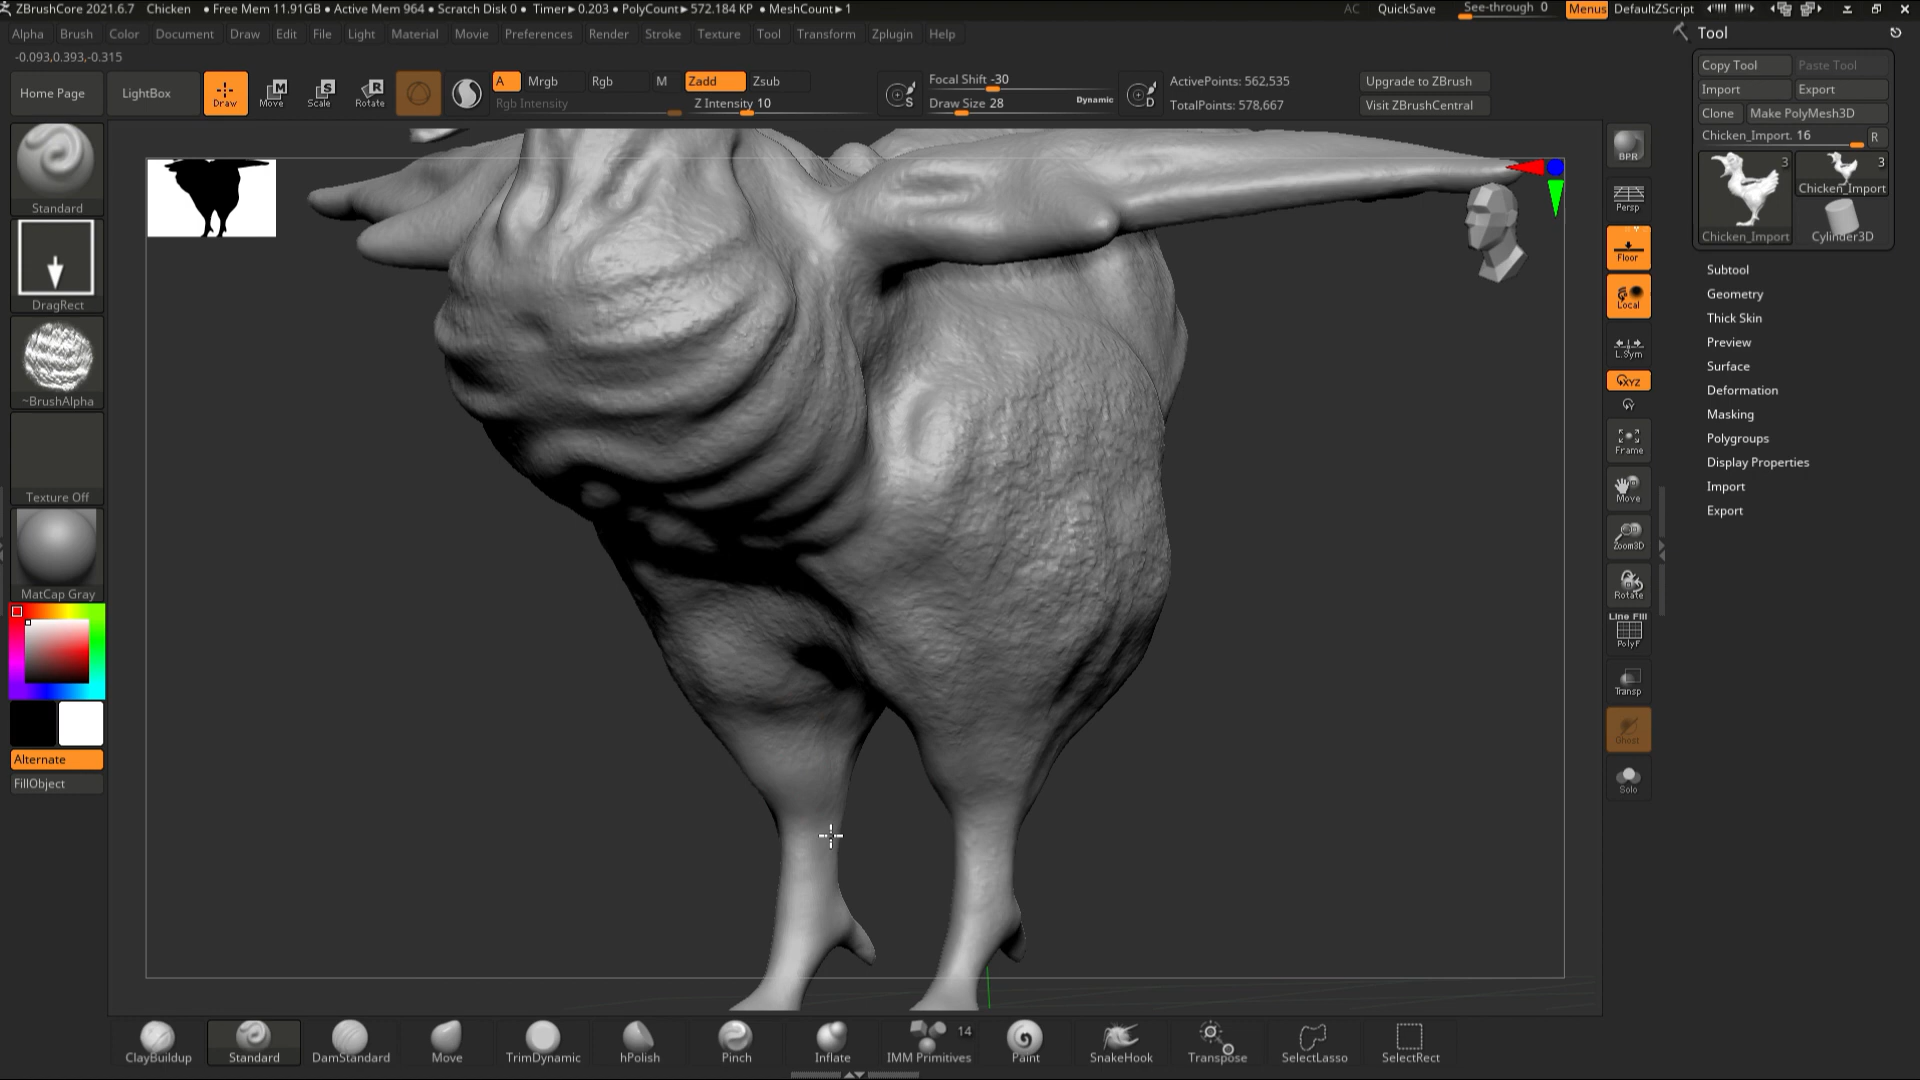 ZBrushCore 2021.6.7 Chicken • Free Mem 11.91GB • Active Mem 964 • Scratch Disk 0 • Timer▸0.203 • PolyCount▸572.184 KP • MeshCount▸1 AC QuickSave See-through 0 Menus DefaultZScript
Alpha Brush Color Document Draw Edit File Light Material Movie Preferences Render Stroke Texture Tool Transform Zplugin Help
Tool
-0.093,0.393,-0.315
Copy Tool Paste Tool
Import Export
Clone Make PolyMesh3D
Chicken_Import. 16 R
3
3
Chicken_Import
Chicken_Import
Cylinder3D
Home Page LightBox Draw Move Scale Rotate
M
S
R
A Mrgb Rgb M Zadd Zsub
Rgb Intensity Z Intensity 10
S
Focal Shift -30
Draw Size 28 Dynamic
D
ActivePoints: 562,535
TotalPoints: 578,667
Upgrade to ZBrush
Visit ZBrushCentral
Standard
DragRect
~BrushAlpha
Texture Off
MatCap Gray
Alternate
FillObject
BPR
Persp
Floor
Local
L.Sym
XYZ
Y
Frame
Move
Zoom3D
Rotate
Line Fill
PolyF
Transp
Ghost
Solo
Subtool
Geometry
Thick Skin
Preview
Surface
Deformation
Masking
Polygroups
Display Properties
Import
Export
14
ClayBuildup Standard DamStandard Move TrimDynamic hPolish Pinch Inflate IMM Primitives Paint SnakeHook Transpose SelectLasso SelectRect